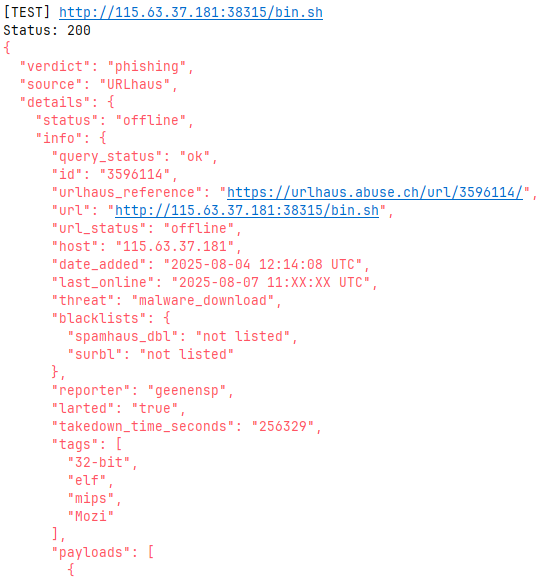 [TEST] http://115.63.37.181:38315/bin.sh
Status: 200
{
  "verdict": "phishing",
  "source": "URLhaus",
  "details": {
    "status": "offline",
    "info": {
      "query_status": "ok",
      "id": "3596114",
      "urlhaus_reference": "https://urlhaus.abuse.ch/url/3596114/",
      "url": "http://115.63.37.181:38315/bin.sh",
      "url_status": "offline",
      "host": "115.63.37.181",
      "date_added": "2025-08-04 12:14:08 UTC",
      "last_online": "2025-08-07 11:XX:XX UTC",
      "threat": "malware_download",
      "blacklists": {
        "spamhaus_dbl": "not listed",
        "surbl": "not listed"
      },
      "reporter": "geenensp",
      "larted": "true",
      "takedown_time_seconds": "256329",
      "tags": [
        "32-bit",
        "elf",
        "mips",
        "Mozi"
      ],
      "payloads": [
        {